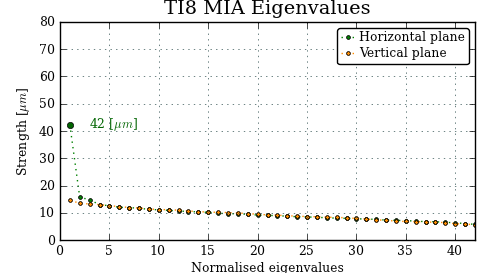 TI8 MIA Eigenvalues
Horizontal plane
Vertical plane
42 [μm]
Strength [μm]
80
70
60
50
40
30
20
10
0
0 5 10 15 20 25 30 35 40
Normalised eigenvalues